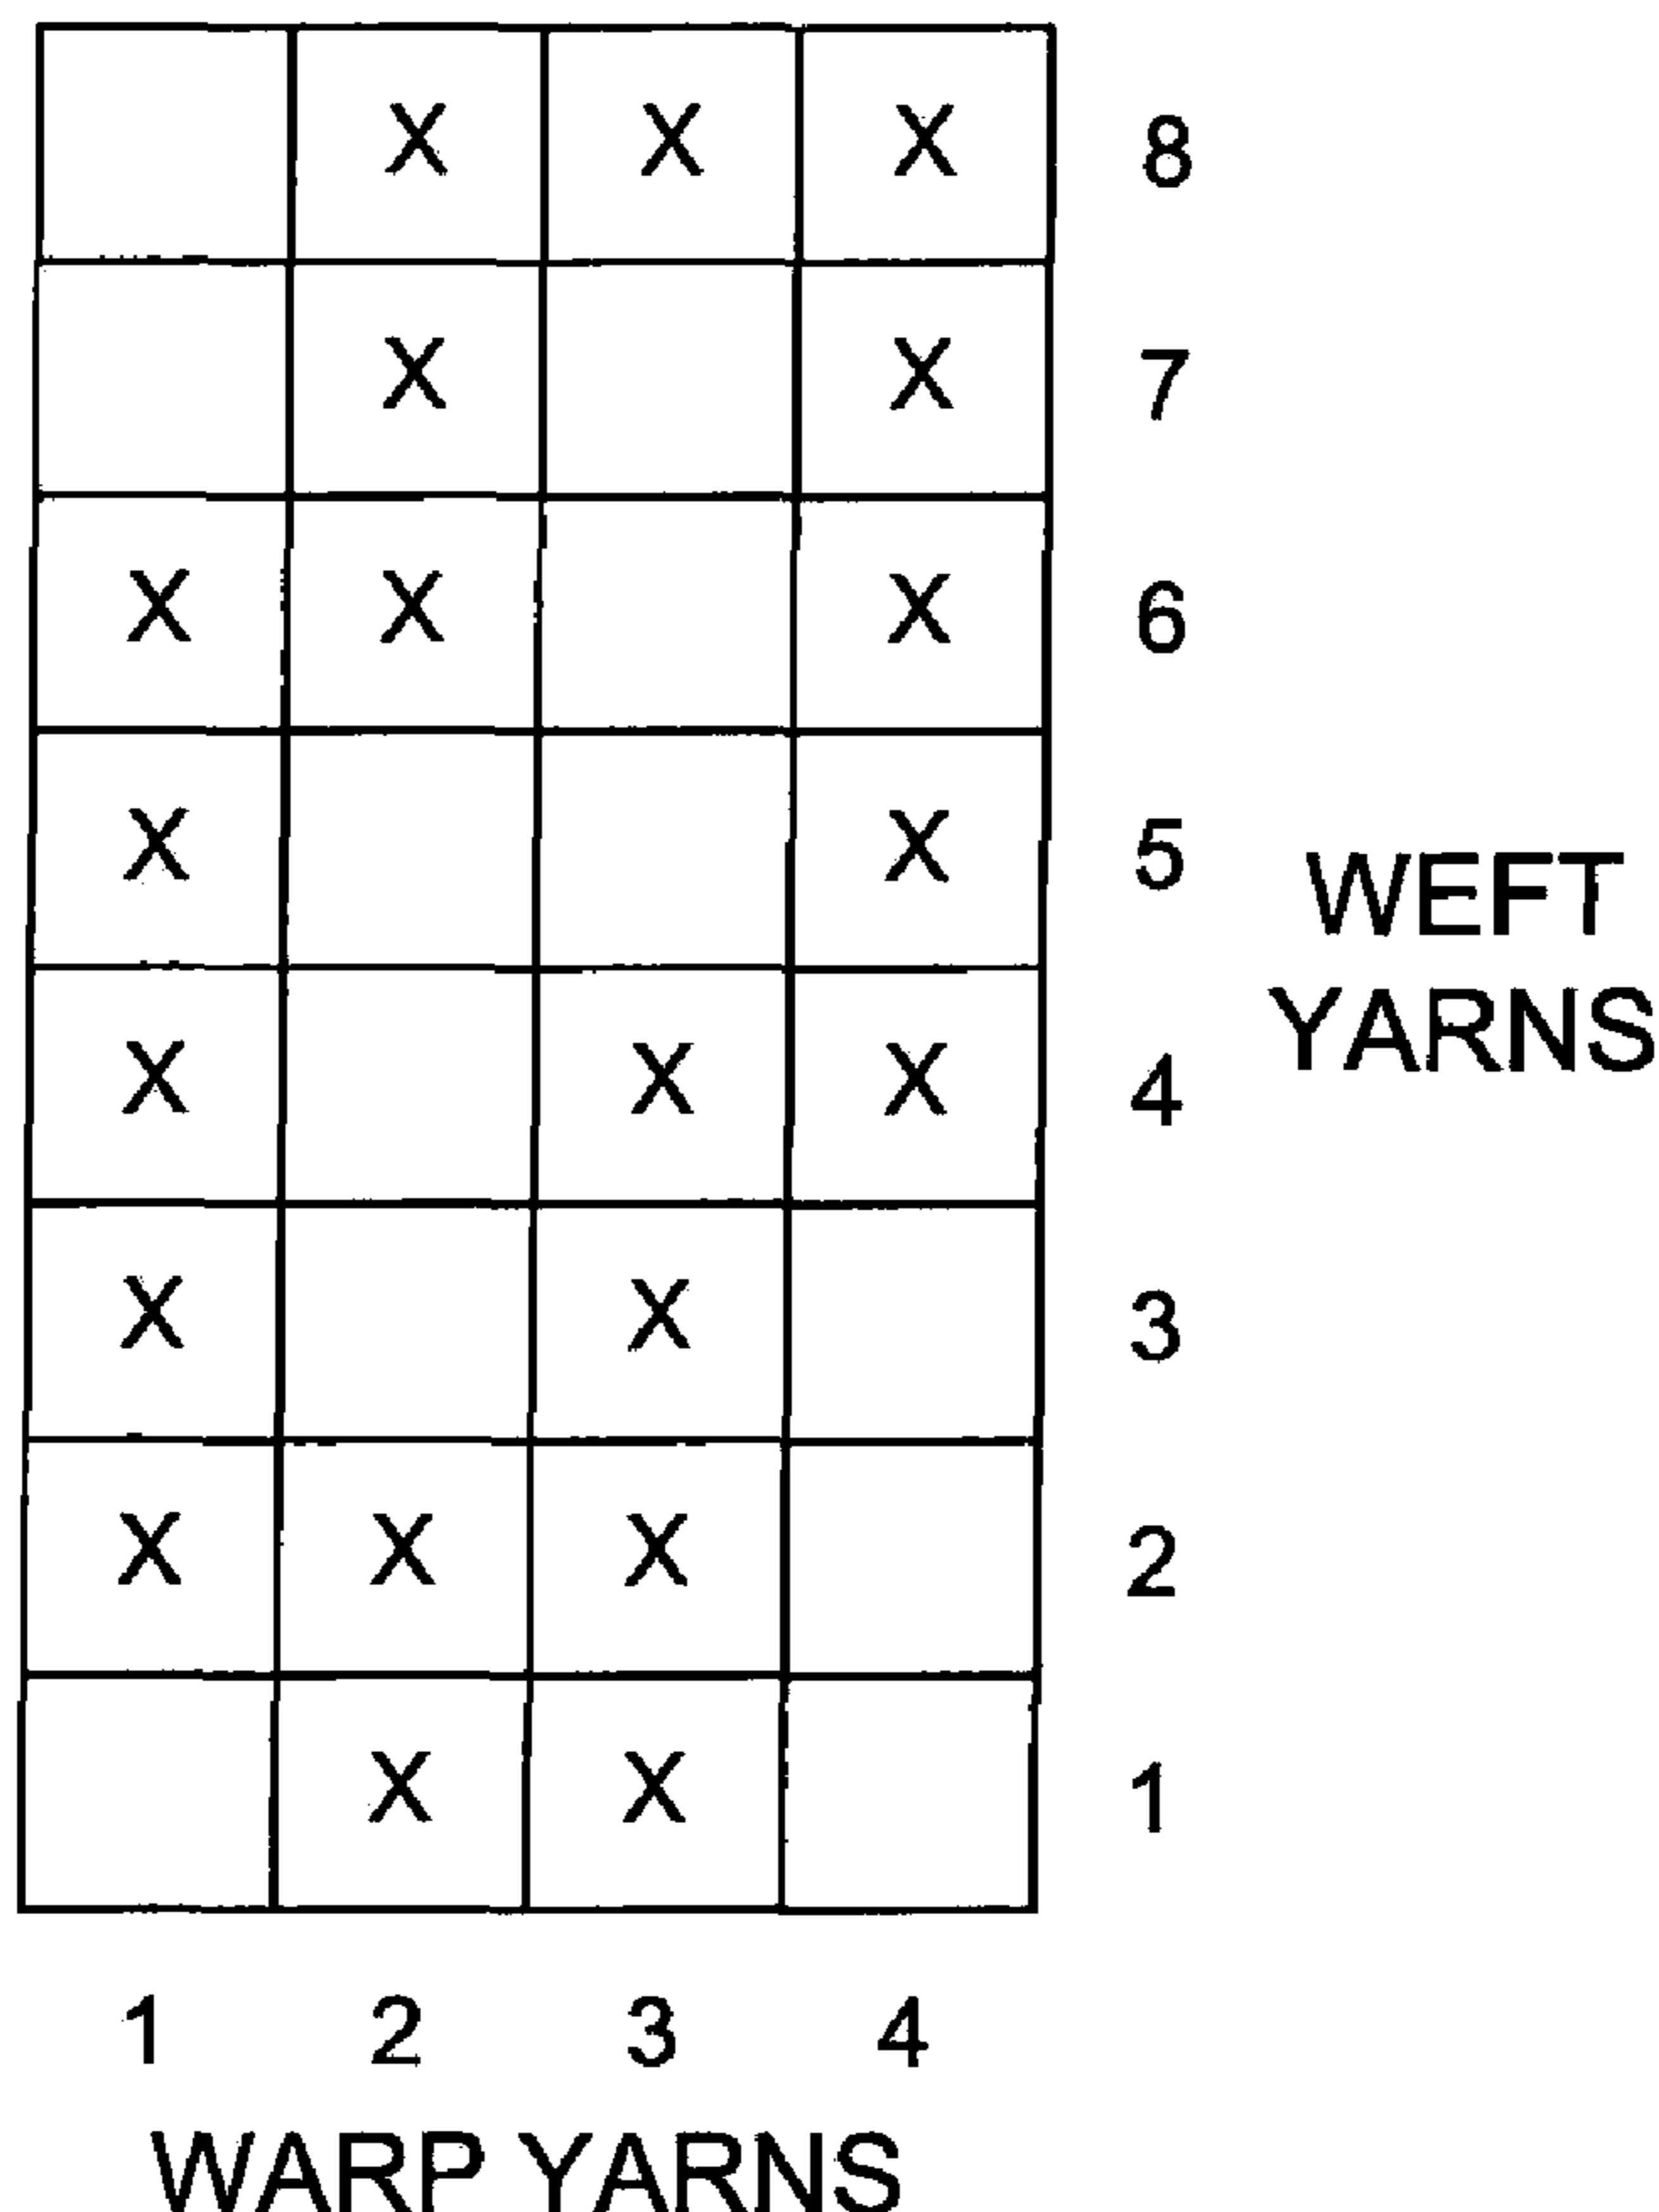 X X X 8
X X 7
X X X 6
X X 5
X X X 4
X X 3
X X X 2
X X 1
WEFT
YARNS
1 2 3 4
WARP YARNS